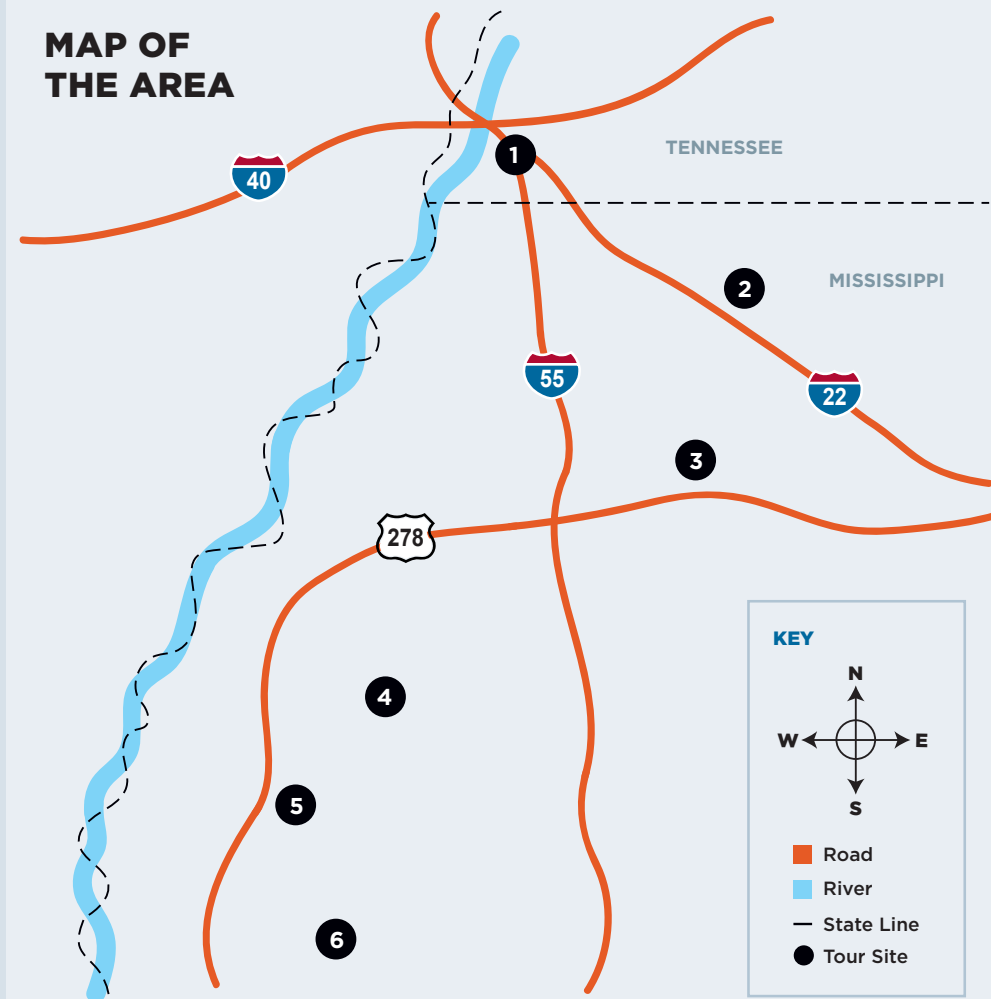 MAP OF
THE AREA
1
TENNESSEE
40
2
MISSISSIPPI
55
22
3
278
KEY
N
W E
S
4
5
Road
River
State Line
6
Tour Site